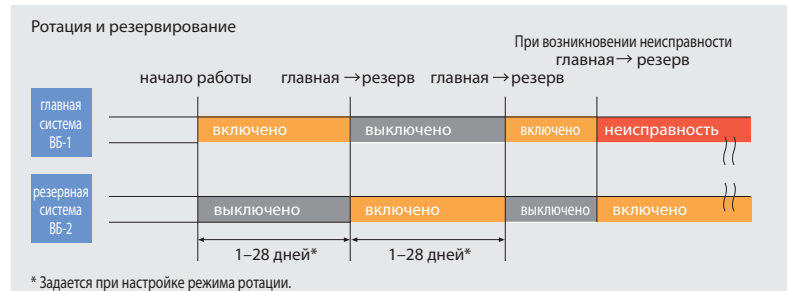 Ротация и резервирование
При возникновении неисправности
главная → резерв
начало работы
главная → резерв
главная → резерв
главная
система
ВБ-1
включено
выключено
включено
неисправность
резервная
система
ВБ-2
выключено
включено
выключено
включено
1–28 дней*
1–28 дней*
* Задается при настройке режима ротации.